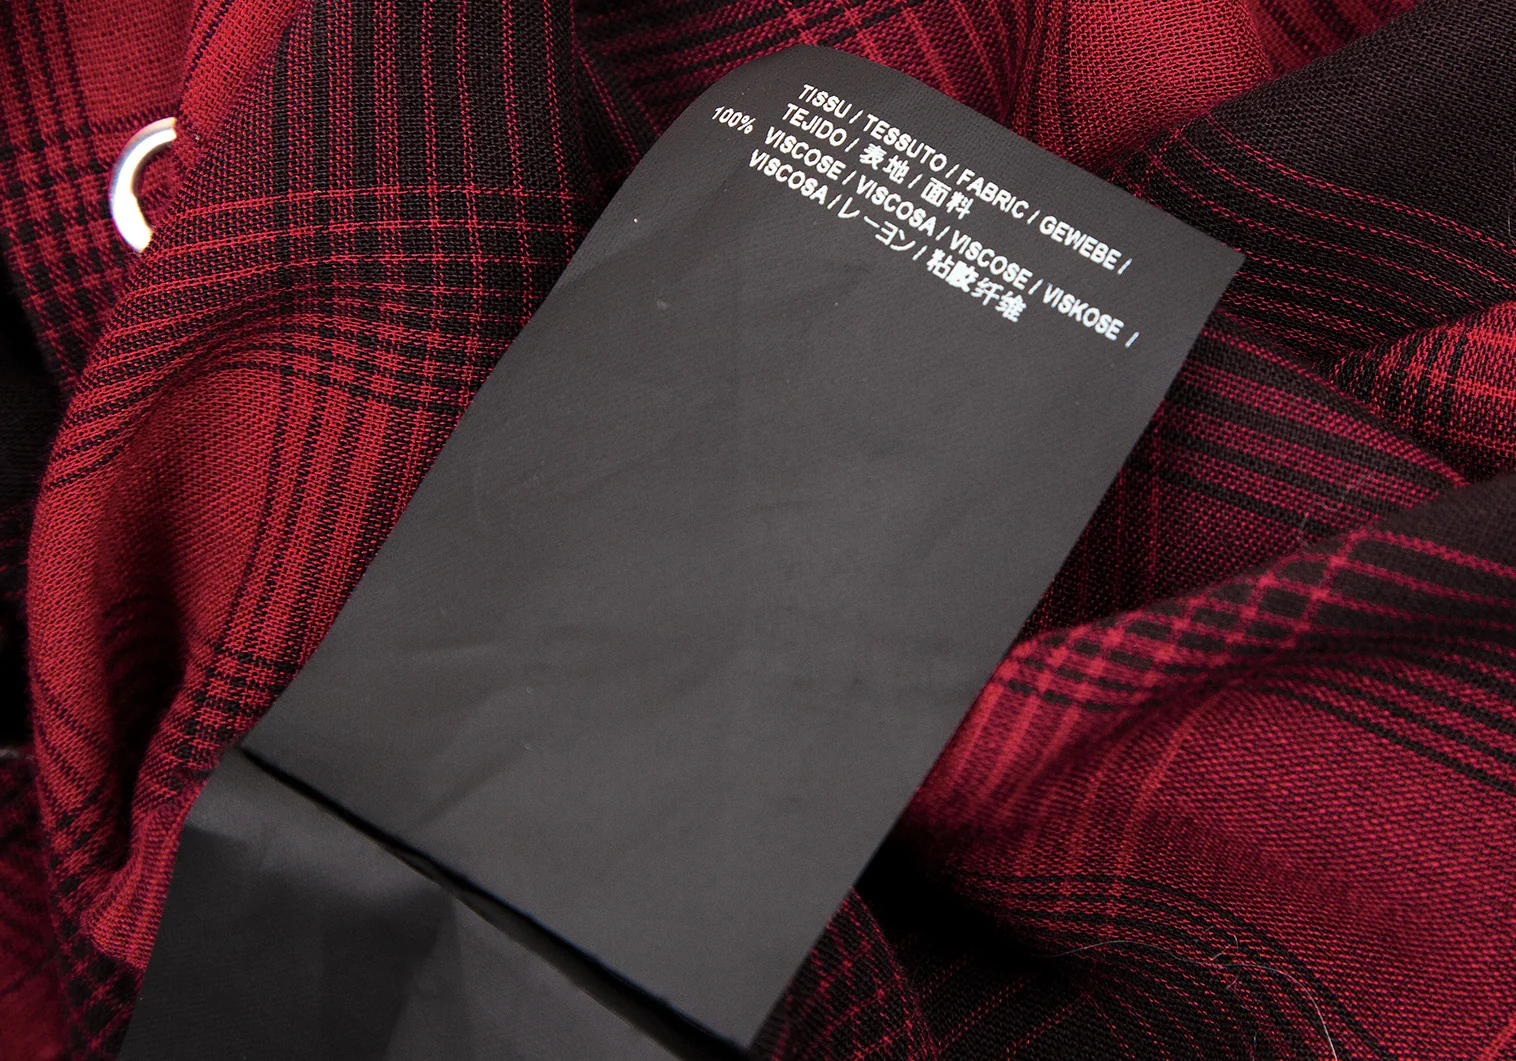 TISSU / TESSUTO / FABRIC / GEWEBE /
TEJIDO / 表地 / 面料
100% VISCOSE / VISCOSA / VISCOSE / VISKOSE /
VISCOSA / レーヨン / 粘胶纤维